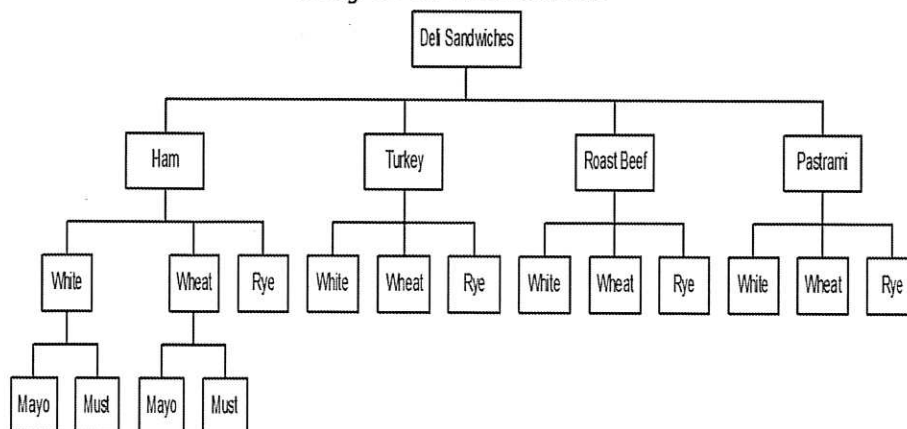 Deli Sandwiches
Ham Turkey Roast Beef Pastrami
White Wheat Rye White Wheat Rye White Wheat Rye White Wheat Rye
Mayo Must Mayo Must